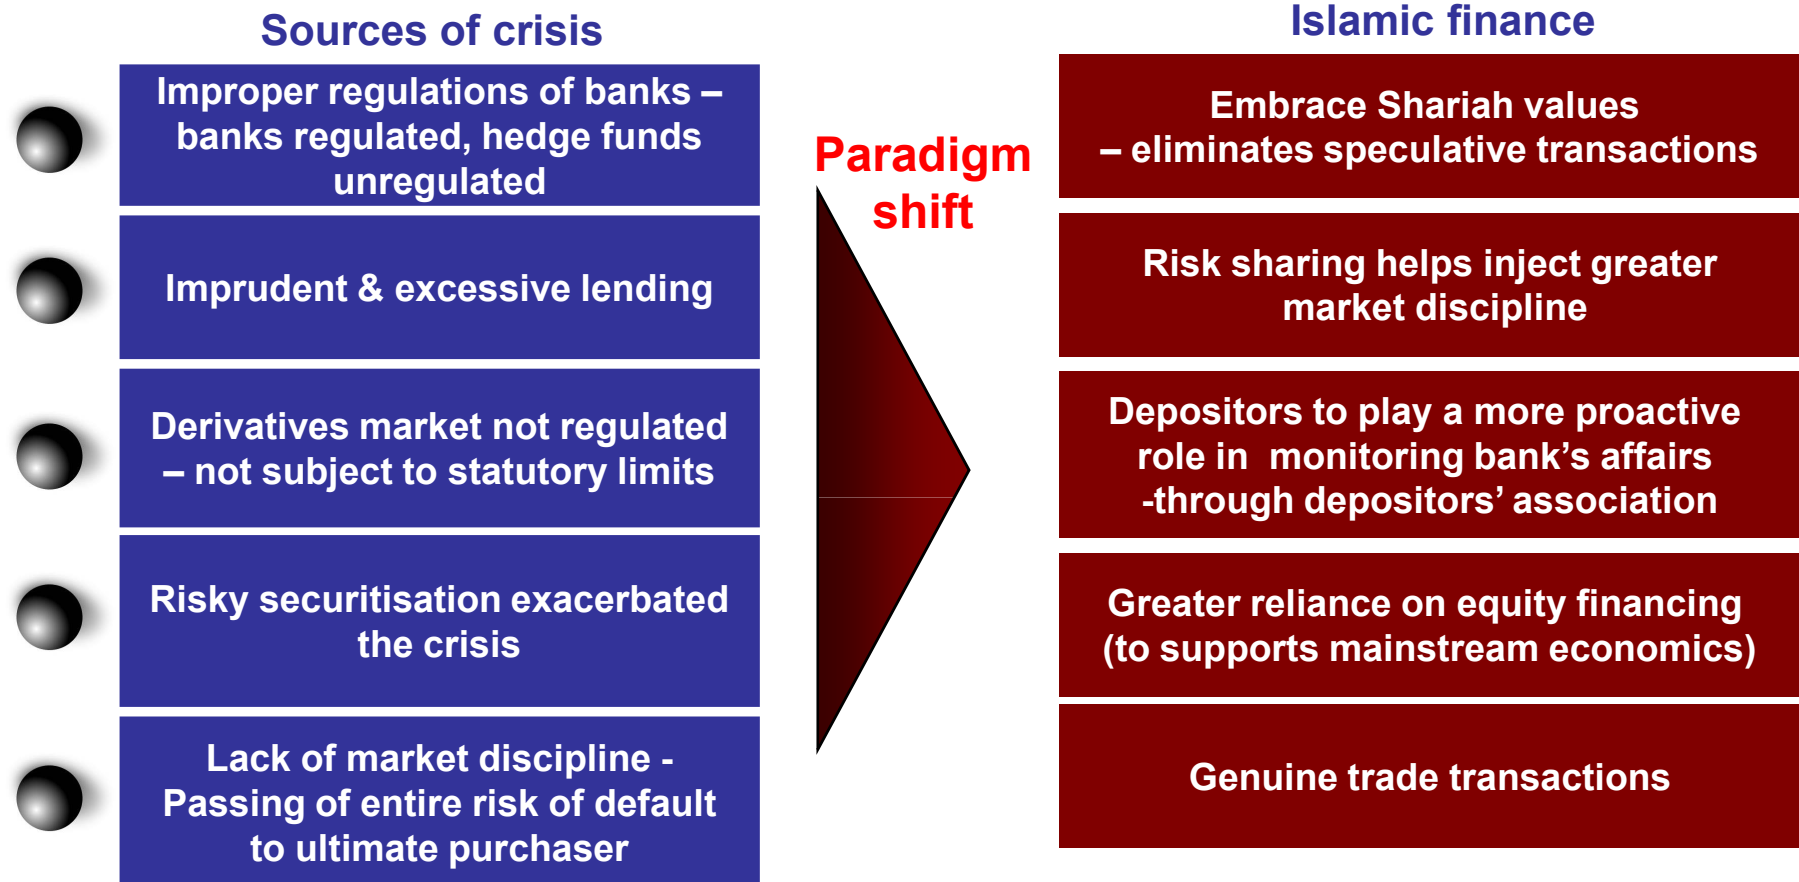 Sources of crisis
Improper regulations of banks –
banks regulated, hedge funds
unregulated
Imprudent & excessive lending
Derivatives market not regulated
– not subject to statutory limits
Risky securitisation exacerbated
the crisis
Lack of market discipline -
Passing of entire risk of default
to ultimate purchaser
Paradigm
shift
Islamic finance
Embrace Shariah values
– eliminates speculative transactions
Risk sharing helps inject greater
market discipline
Depositors to play a more proactive
role in  monitoring bank’s affairs
-through depositors’ association
Greater reliance on equity financing
(to supports mainstream economics)
Genuine trade transactions